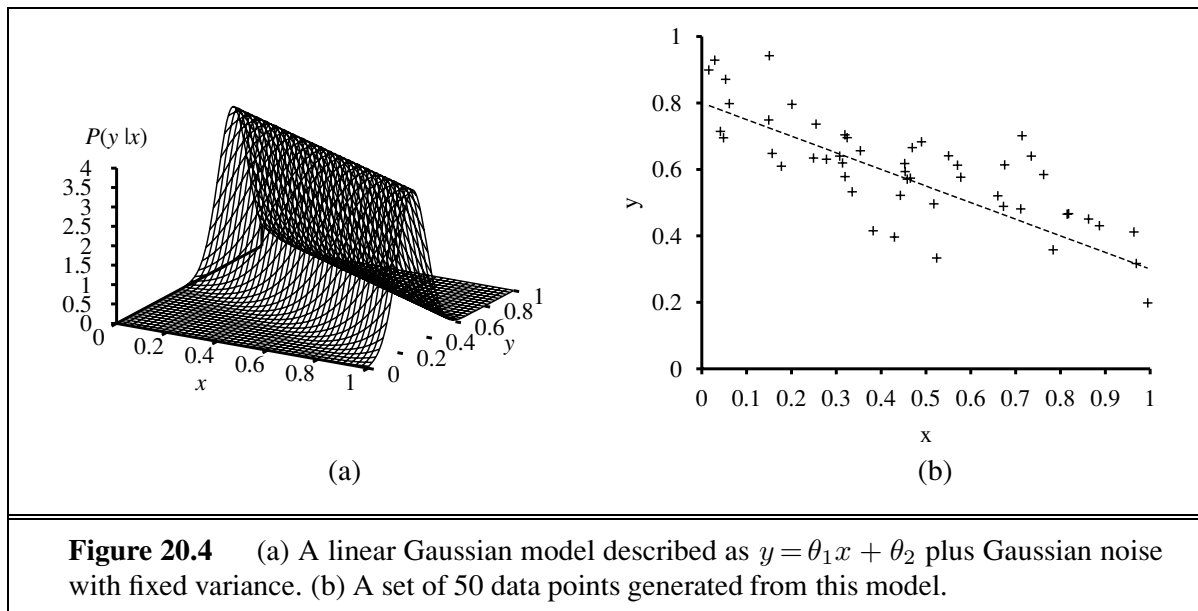 P(y |x)
4
3.5
3
2.5
2
1.5
1
0.5
0
0
0.2
0.4
0.6
0.8
1
x
0
0.2
0.4
0.6
0.8
1
y
(a)
1
0.8
0.6
0.4
0.2
0
y
0 0.1 0.2 0.3 0.4 0.5 0.6 0.7 0.8 0.9 1
x
(b)
Figure 20.4 (a) A linear Gaussian model described as y = θ₁x + θ₂ plus Gaussian noise
with fixed variance. (b) A set of 50 data points generated from this model.